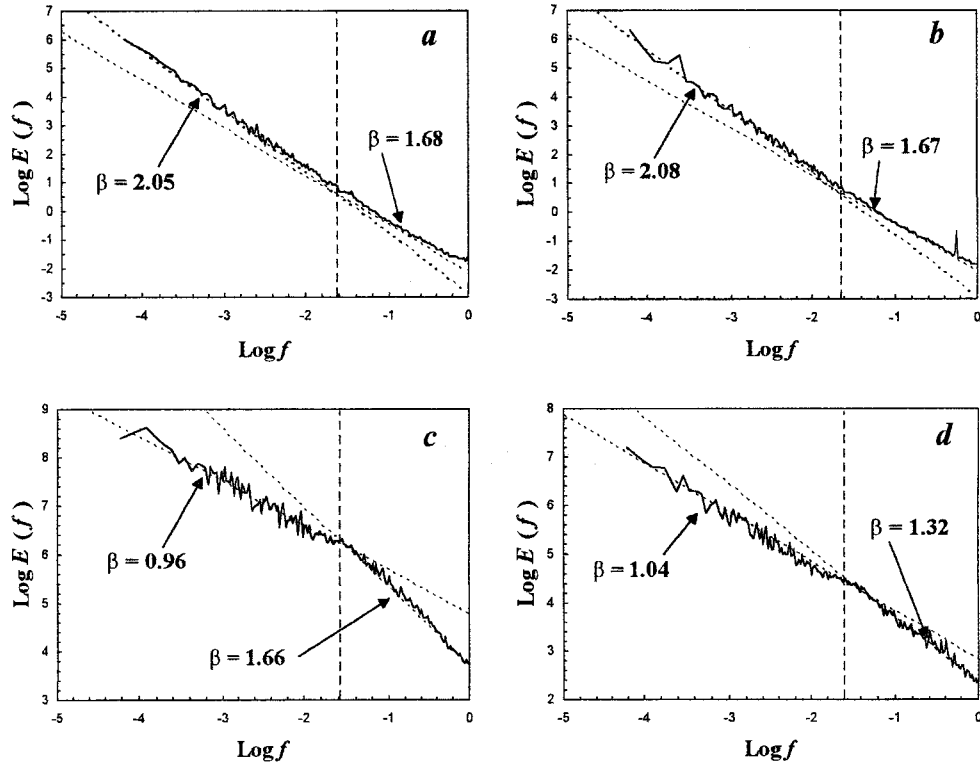 a
7
6
5
4
3
2
1
0
-1
-2
-3
Log E (f)
β = 2.05
β = 1.68
-5 -4 -3 -2 -1 0
Log f
b
7
6
5
4
3
2
1
0
-1
-2
-3
Log E (f)
β = 2.08
β = 1.67
-5 -4 -3 -2 -1 0
Log f
c
9
8
7
6
5
4
3
Log E (f)
β = 0.96
β = 1.66
-5 -4 -3 -2 -1 0
Log f
d
8
7
6
5
4
3
2
Log E (f)
β = 1.04
β = 1.32
-5 -4 -3 -2 -1 0
Log f